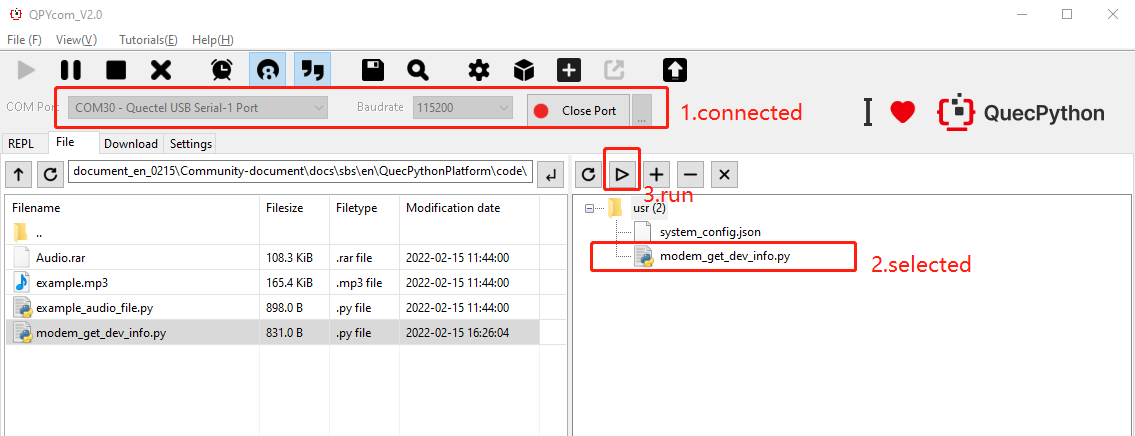 QPYcom_V2.0
File (F) View(V) Tutorials(E) Help(H)
COM Port COM30 - Quectel USB Serial-1 Port Baudrate 115200 Close Port ... 1.connected
I QuecPython
REPL File Download Settings
document_en_0215\Community-document\docs\sbs\en\QuecPythonPlatform\code\
3.run
Filename Filesize Filetype Modification date
usr (2)
..
system_config.json
Audio.rar 108.3 KiB .rar file 2022-02-15 11:44:00
modem_get_dev_info.py 2.selected
example.mp3 165.4 KiB .mp3 file 2022-02-15 11:44:00
example_audio_file.py 898.0 B .py file 2022-02-15 11:44:00
modem_get_dev_info.py 831.0 B .py file 2022-02-15 16:26:04